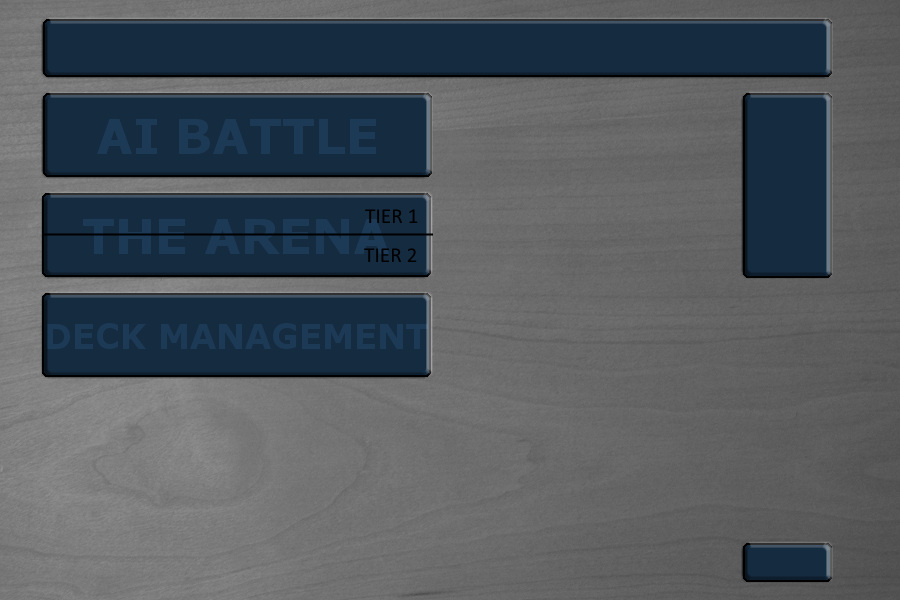 AI BATTLE
THE ARENA
TIER 1
TIER 2
DECK MANAGEMENT